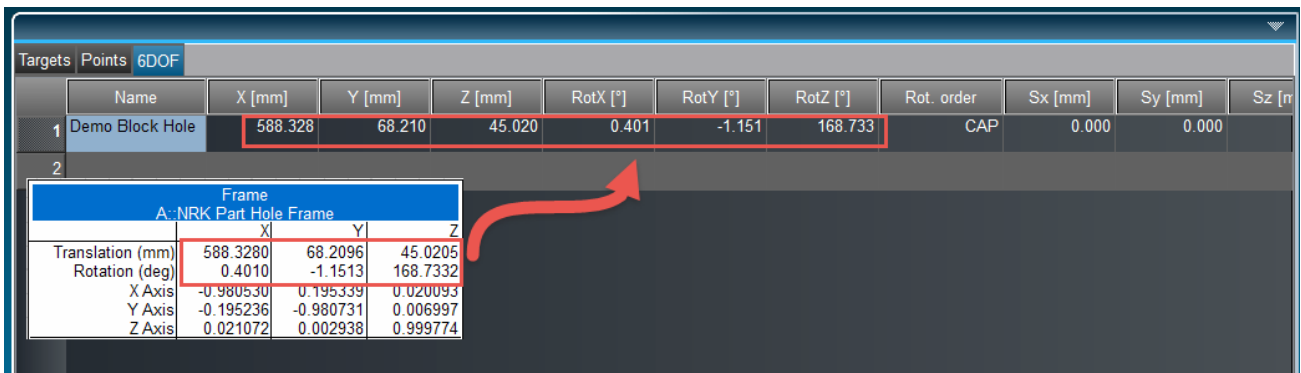 Targets Points 6DOF
Name X [mm] Y [mm] Z [mm] RotX [°] RotY [°] RotZ [°] Rot. order Sx [mm] Sy [mm] Sz [m
1 Demo Block Hole 588.328 68.210 45.020 0.401 -1.151 168.733 CAP 0.000 0.000
2
Frame
A::NRK Part Hole Frame
X Y Z
Translation (mm) 588.3280 68.2096 45.0205
Rotation (deg) 0.4010 -1.1513 168.7332
X Axis -0.980530 0.195339 0.020093
Y Axis -0.195236 -0.980731 0.006997
Z Axis 0.021072 0.002938 0.999774